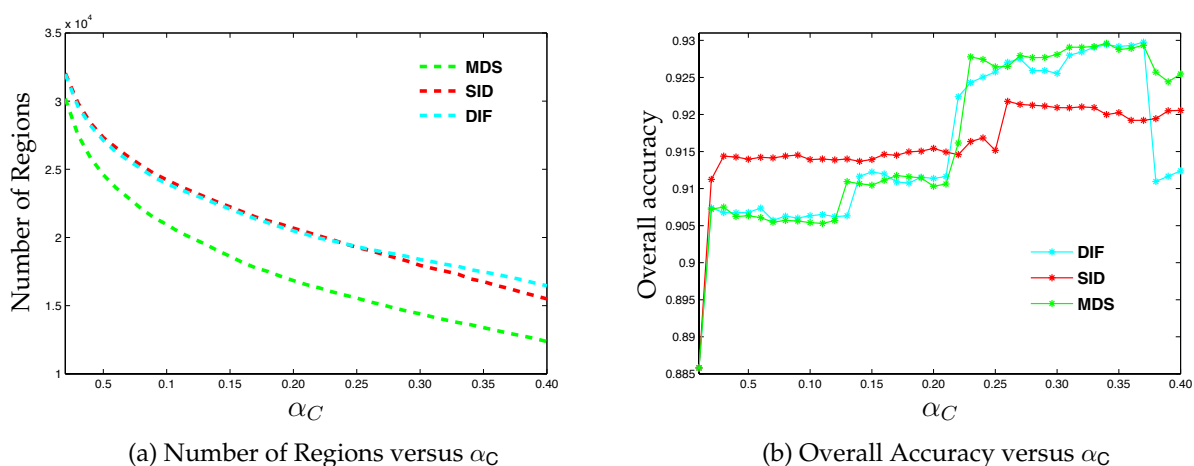 x 10⁴
3.5
3
2.5
2
1.5
1
0.5 0.1 0.15 0.20 0.25 0.30 0.35 0.40
Number of Regions
α_C
MDS
SID
DIF
(a) Number of Regions versus α_C
0.93
0.925
0.92
0.915
0.91
0.905
0.9
0.895
0.89
0.885
0.5 0.10 0.15 0.20 0.25 0.30 0.35 0.40
Overall accuracy
α_C
DIF
SID
MDS
(b) Overall Accuracy versus α_C